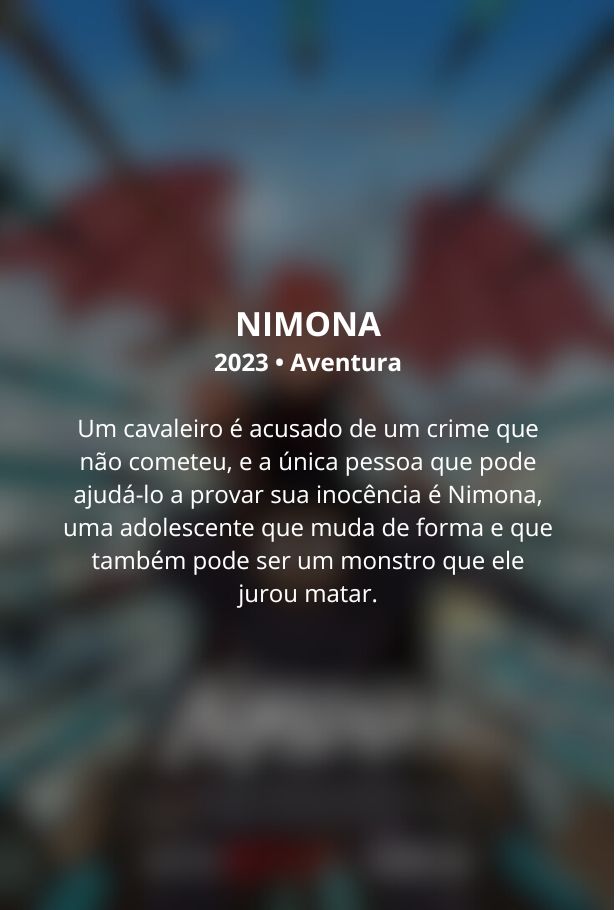 NIMONA
2023 • Aventura
Um cavaleiro é acusado de um crime que
não cometeu, e a única pessoa que pode
ajudá-lo a provar sua inocência é Nimona,
uma adolescente que muda de forma e que
também pode ser um monstro que ele
jurou matar.